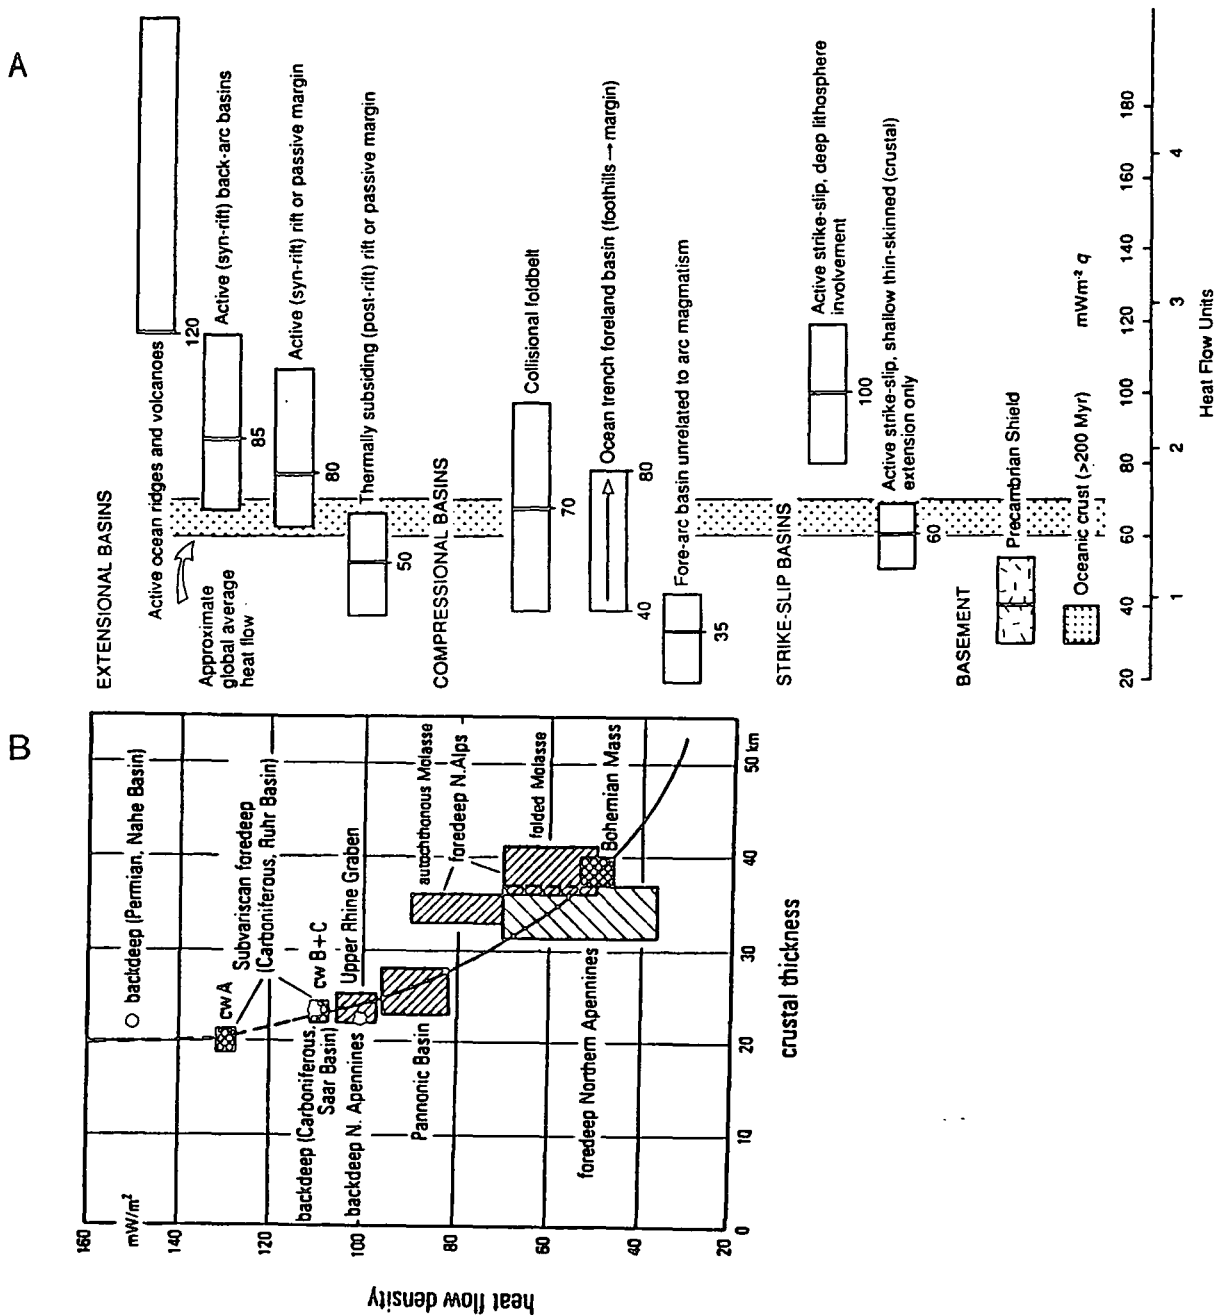 A
EXTENSIONAL BASINS
Active ocean ridges and volcanoes
120
Approximate
global average
heat flow
Active (syn-rift) back-arc basins
85
Active (syn-rift) rift or passive margin
80
Thermally subsiding (post-rift) rift or passive margin
50
COMPRESSIONAL BASINS
Collisional foldbelt
70
Ocean trench foreland basin (foothills → margin)
40
80
Fore-arc basin unrelated to arc magmatism
35
STRIKE-SLIP BASINS
Active strike-slip, deep lithosphere
involvement
100
Active strike-slip, shallow thin-skinned (crustal)
extension only
60
BASEMENT
Precambrian Shield
Oceanic crust (>200 Myr)
mWm⁻² q
20 40 60 80 100 120 140 160 180
1 2 3 4
Heat Flow Units
B
160
mW/m²
140
120
100
80
60
40
20
heat flow density
backdeep (Permian, Nahe Basin)
cw A
Subvariscan foredeep
(Carboniferous, Ruhr Basin)
cw B+C
backdeep (Carboniferous,
Saar Basin)
Upper Rhine Graben
backdeep N. Apennines
Pannonic Basin
autochthonous Molasse
foredeep N.Alps
folded Molasse
Bohemian Mass
foredeep Northern Apennines
0 10 20 30 40 50 km
crustal thickness